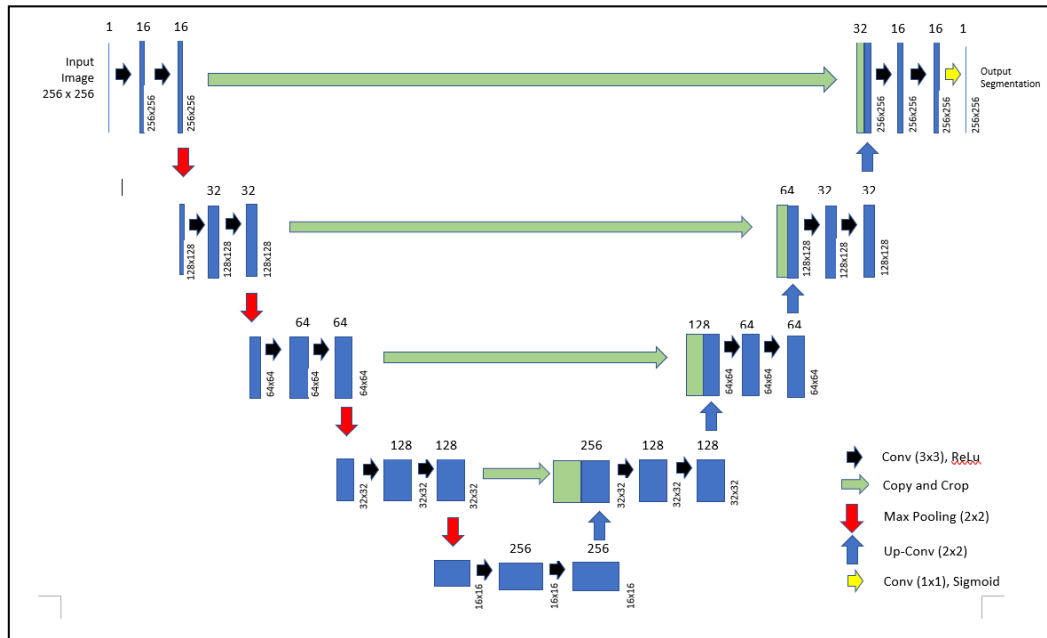 1
16
16
32
16
16
1
Input
Image
256 x 256
256x256
256x256
256x256
256x256
256x256
256x256
Output
Segmentation
32
32
64
32
32
128x128
128x128
128x128
128x128
128x128
128x128
64
64
128
64
64
64x64
64x64
64x64
64x64
64x64
64x64
128
128
256
128
128
32x32
32x32
32x32
32x32
32x32
32x32
256
256
16x16
16x16
16x16
Conv (3x3), ReLu
Copy and Crop
Max Pooling (2x2)
Up-Conv (2x2)
Conv (1x1), Sigmoid